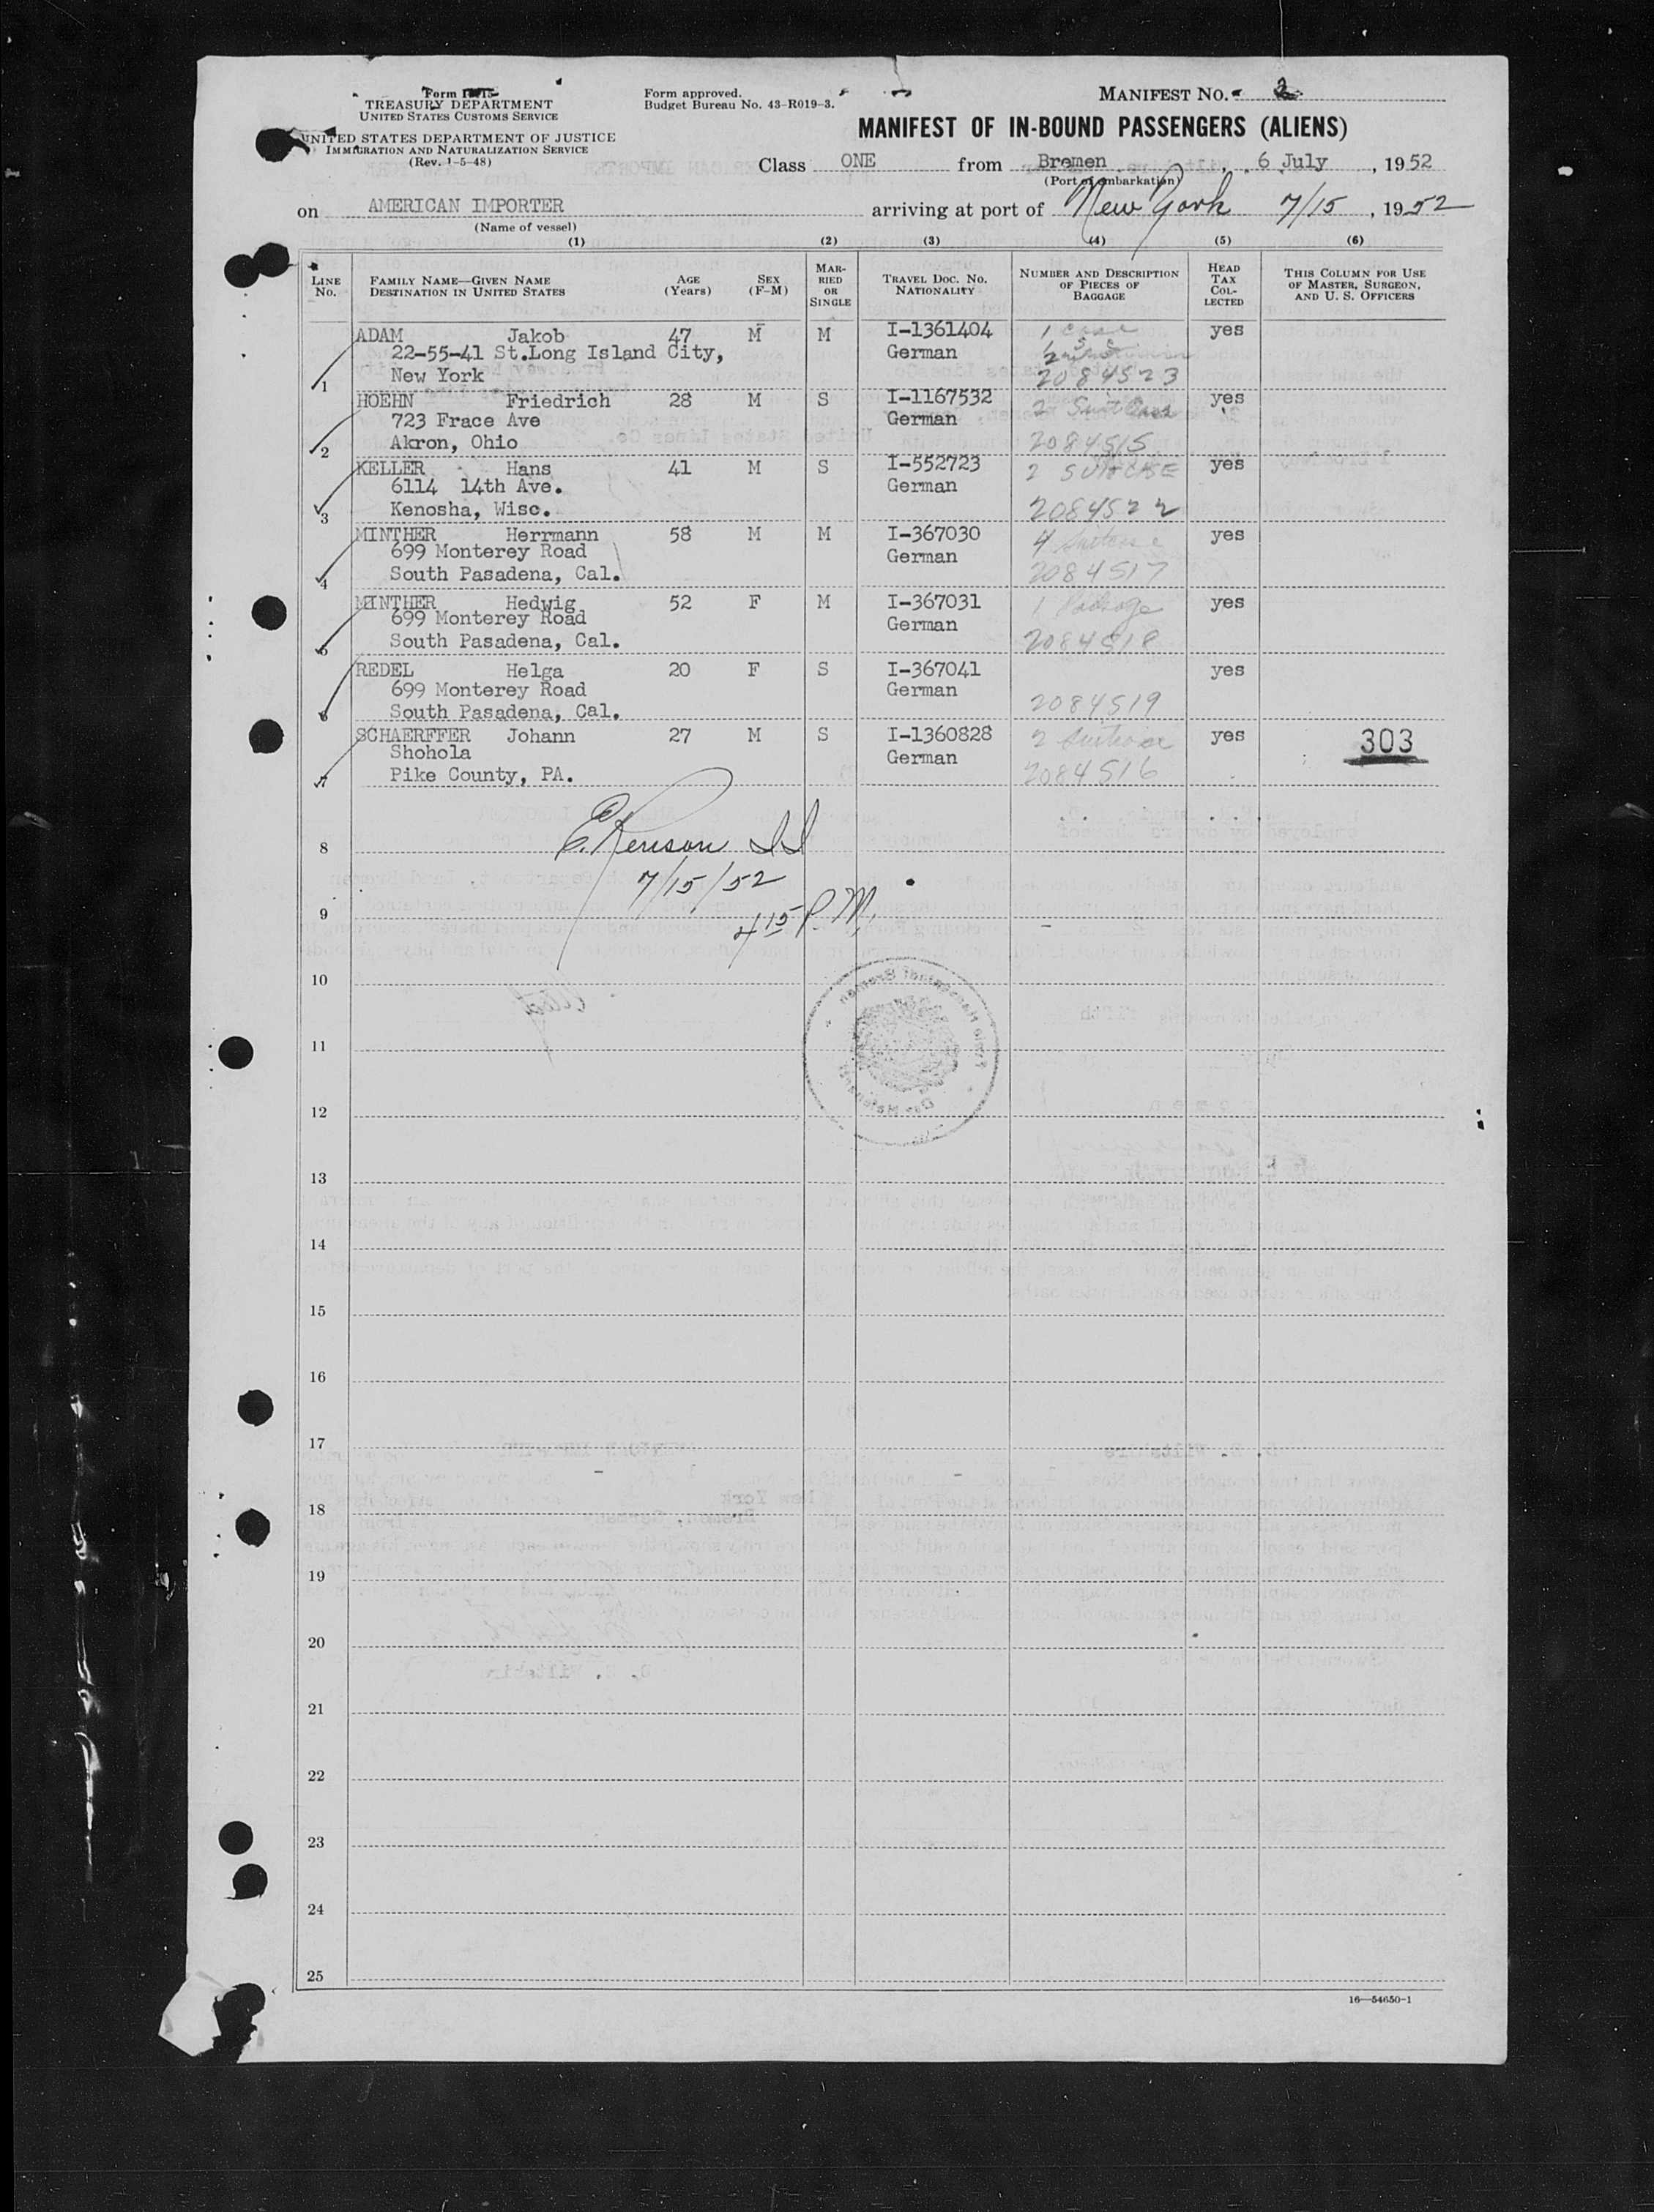 Form I-415
TREASURY DEPARTMENT
UNITED STATES CUSTOMS SERVICE
UNITED STATES DEPARTMENT OF JUSTICE
IMMIGRATION AND NATURALIZATION SERVICE
(Rev. 1-5-48)
Form approved.
Budget Bureau No. 43-R019-3.
MANIFEST NO. 2
MANIFEST OF IN-BOUND PASSENGERS (ALIENS)
Class ONE from Bremen, 6 July, 1952
(Port of embarkation)
on AMERICAN IMPORTER arriving at port of New York 7/15, 1952
(Name of vessel)
(1) (2) (3) (4) (5) (6)
LINE No. FAMILY NAME—GIVEN NAME DESTINATION IN UNITED STATES AGE (Years) SEX (F-M) MARRIED OR SINGLE TRAVEL DOC. NO. NATIONALITY NUMBER AND DESCRIPTION OF PIECES OF BAGGAGE HEAD TAX COLLECTED THIS COLUMN FOR USE OF MASTER, SURGEON, AND U. S. OFFICERS
ADAM Jakob 47 M M I-1361404 1 case yes
22-55-41 St.Long Island City, German
1 New York 2084523
HOEHN Friedrich 28 M S I-1167532 2 Suit Cases yes
723 Frace Ave German
2 Akron, Ohio 2084515
KELLER Hans 41 M S I-552723 2 SUITCASE yes
6114 14th Ave. German
3 Kenosha, Wisc. 2084522
MINTHER Herrmann 58 M M I-367030 4 Suitcase yes
699 Monterey Road German
4 South Pasadena, Cal. 2084517
MINTHER Hedwig 52 F M I-367031 1 Package yes
699 Monterey Road German
5 South Pasadena, Cal. 2084518
REDEL Helga 20 F S I-367041 yes
699 Monterey Road German
6 South Pasadena, Cal. 2084519
SCHAERFFER Johann 27 M S I-1360828 2 Suitcase yes 303
Shohola German
7 Pike County, PA. 2084516
8 E. Renison II
7/15/52
9 4 15 P.M.
10
11
12
13
14
15
16
17
18
19
20
21
22
23
24
25
16—54650-1